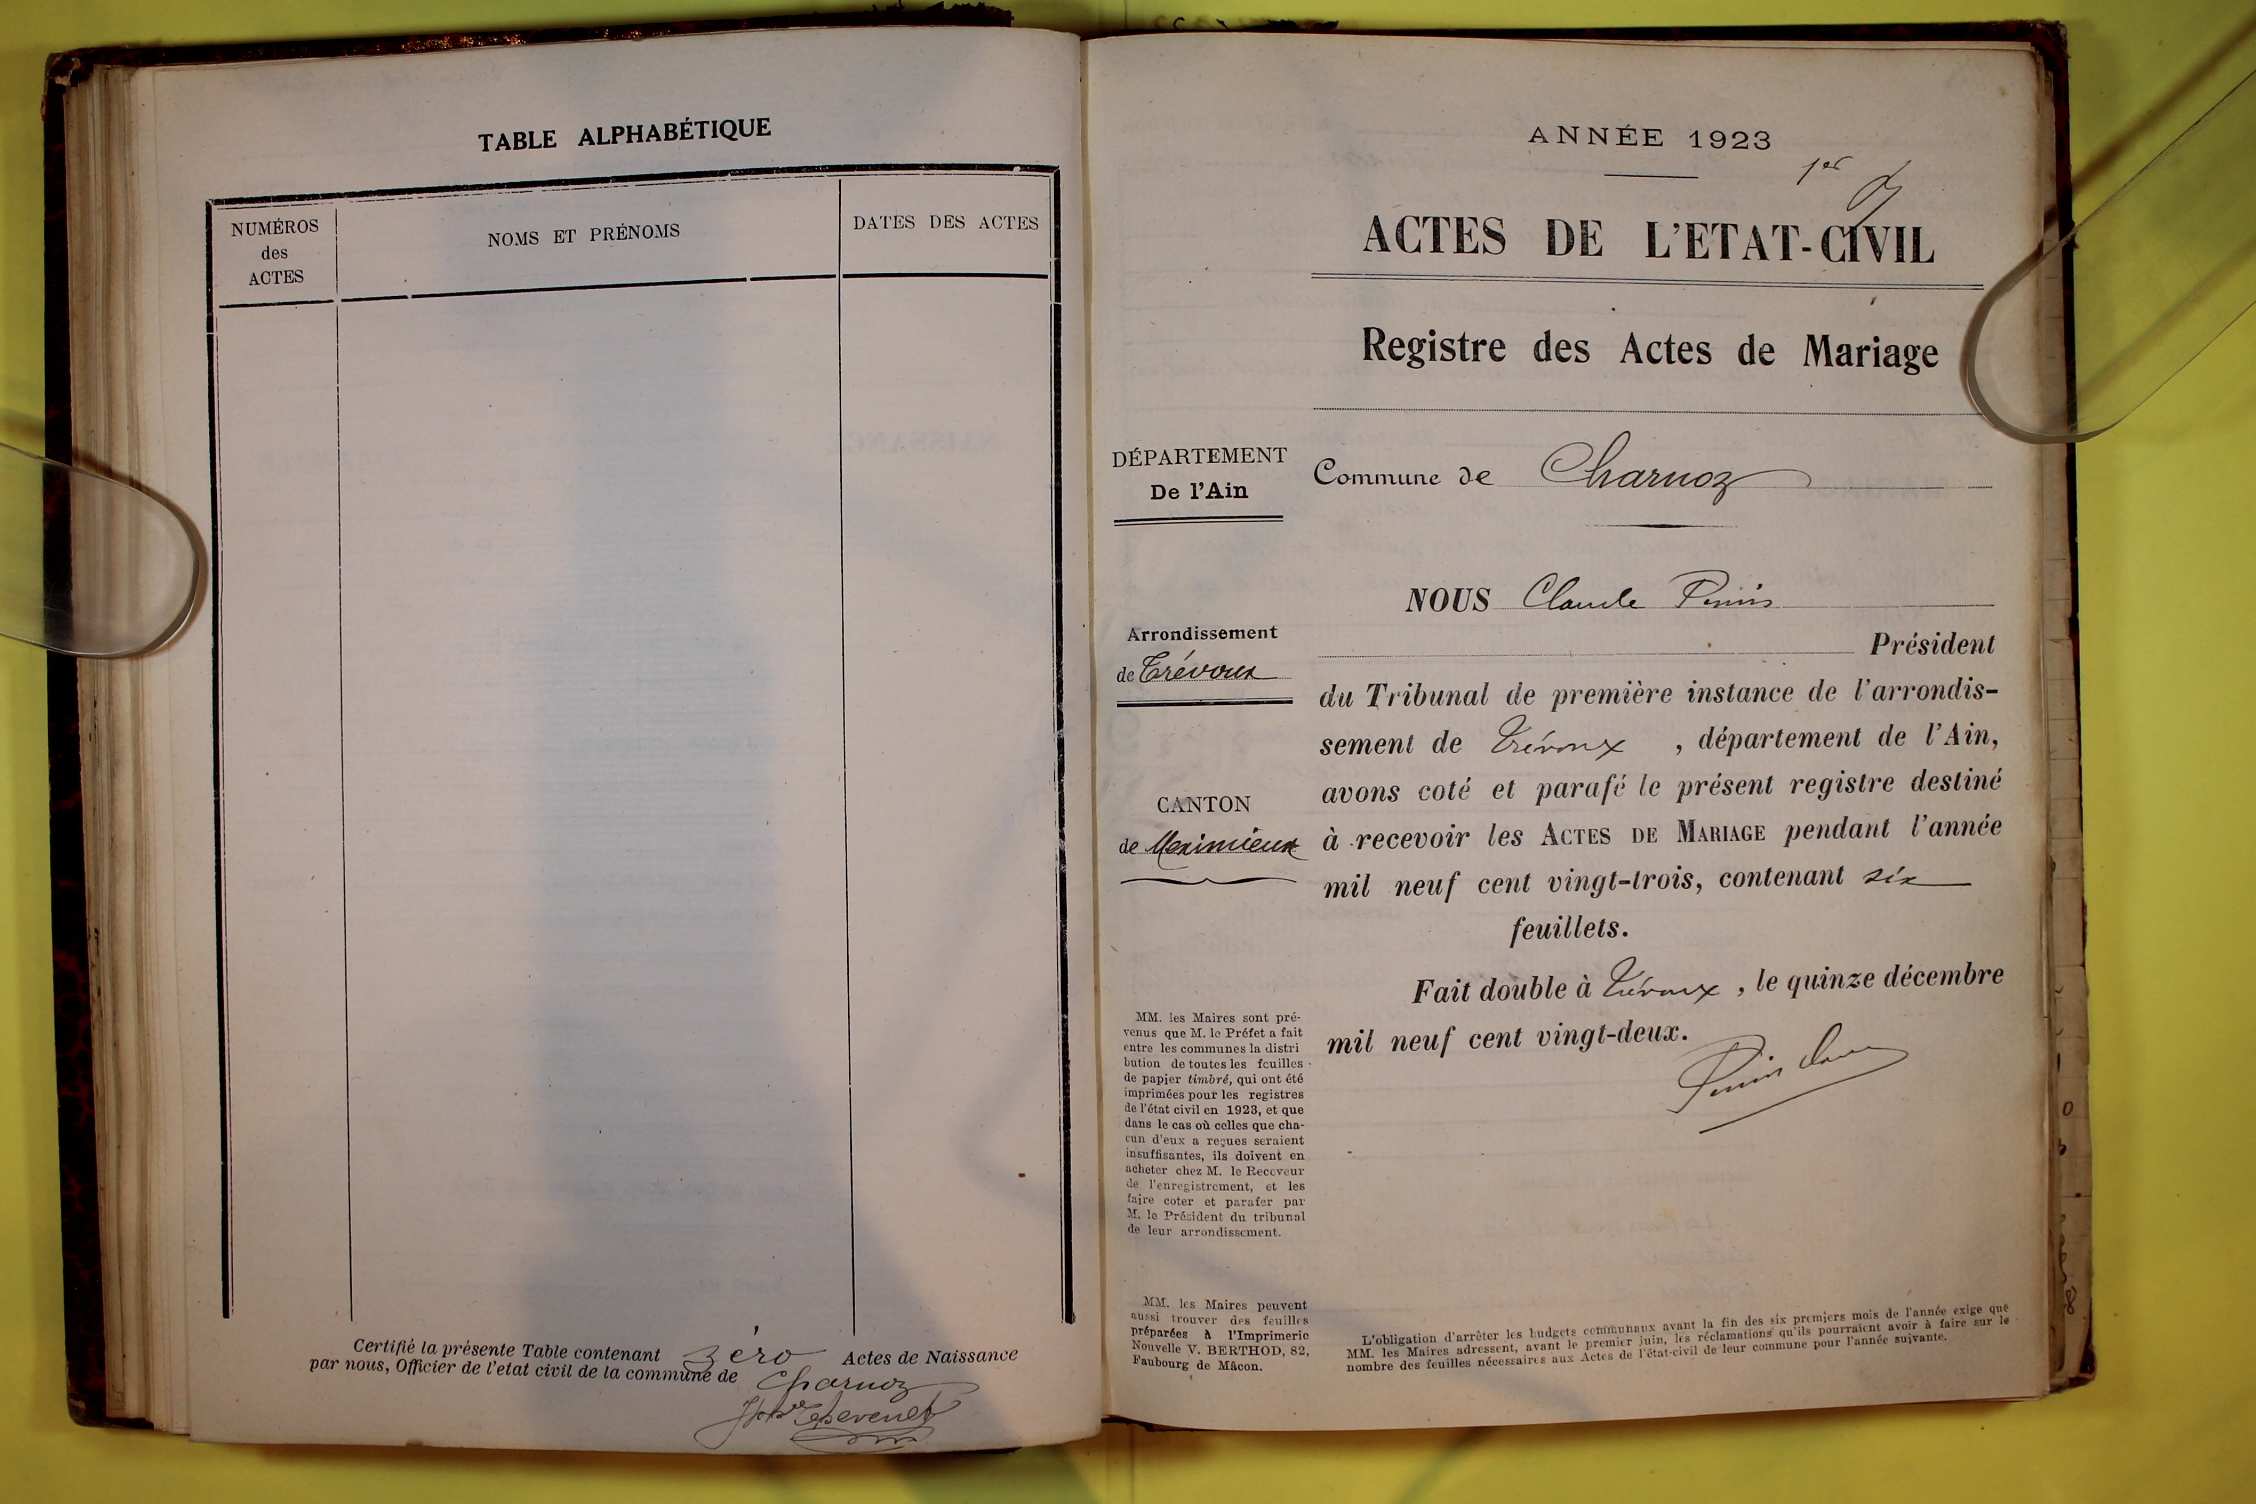 TABLE ALPHABÉTIQUE
NUMÉROS
des
ACTES
NOMS ET PRÉNOMS
DATES DES ACTES
Certifié la présente Table contenant zéro Actes de Naissance
par nous, Officier de l'etat civil de la commune de Charnoz
Thevenet
ANNÉE 1923
1er
ACTES DE L'ETAT-CIVIL
Registre des Actes de Mariage
DÉPARTEMENT
De l'Ain
Commune de Charnoz
NOUS Claude
Arrondissement
de Trévoux
Président
du Tribunal de première instance de l'arrondis-
sement de Trévoux, département de l'Ain,
avons coté et parafé le présent registre destiné
CANTON
de Meximieux
à recevoir les ACTES DE MARIAGE pendant l'année
mil neuf cent vingt-trois, contenant six
feuillets.
Fait double à Trévoux, le quinze décembre
mil neuf cent vingt-deux.
MM. les Maires sont pré-
venus que M. le Préfet a fait
entre les communes la distri
bution de toutes les feuilles
de papier timbré, qui ont été
imprimées pour les registres
de l'état civil en 1923, et que
dans le cas où celles que cha-
cun d'eux a reçues seraient
insuffisantes, ils doivent en
acheter chez M. le Receveur
de l'enregistrement, et les
faire coter et parafer par
M. le Président du tribunal
de leur arrondissement.
MM. les Maires peuvent
aussi trouver des feuilles
préparées à l'Imprimerie
Nouvelle V. BERTHOD, 82,
Faubourg de Mâcon.
L'obligation d'arrêter les budgets communaux avant la fin des six premiers mois de l'année exige que
MM. les Maires adressent, avant le premier juin, les réclamations qu'ils pourraient avoir à faire sur le
nombre des feuilles nécessaires aux Actes de l'état-civil de leur commune pour l'année suivante.